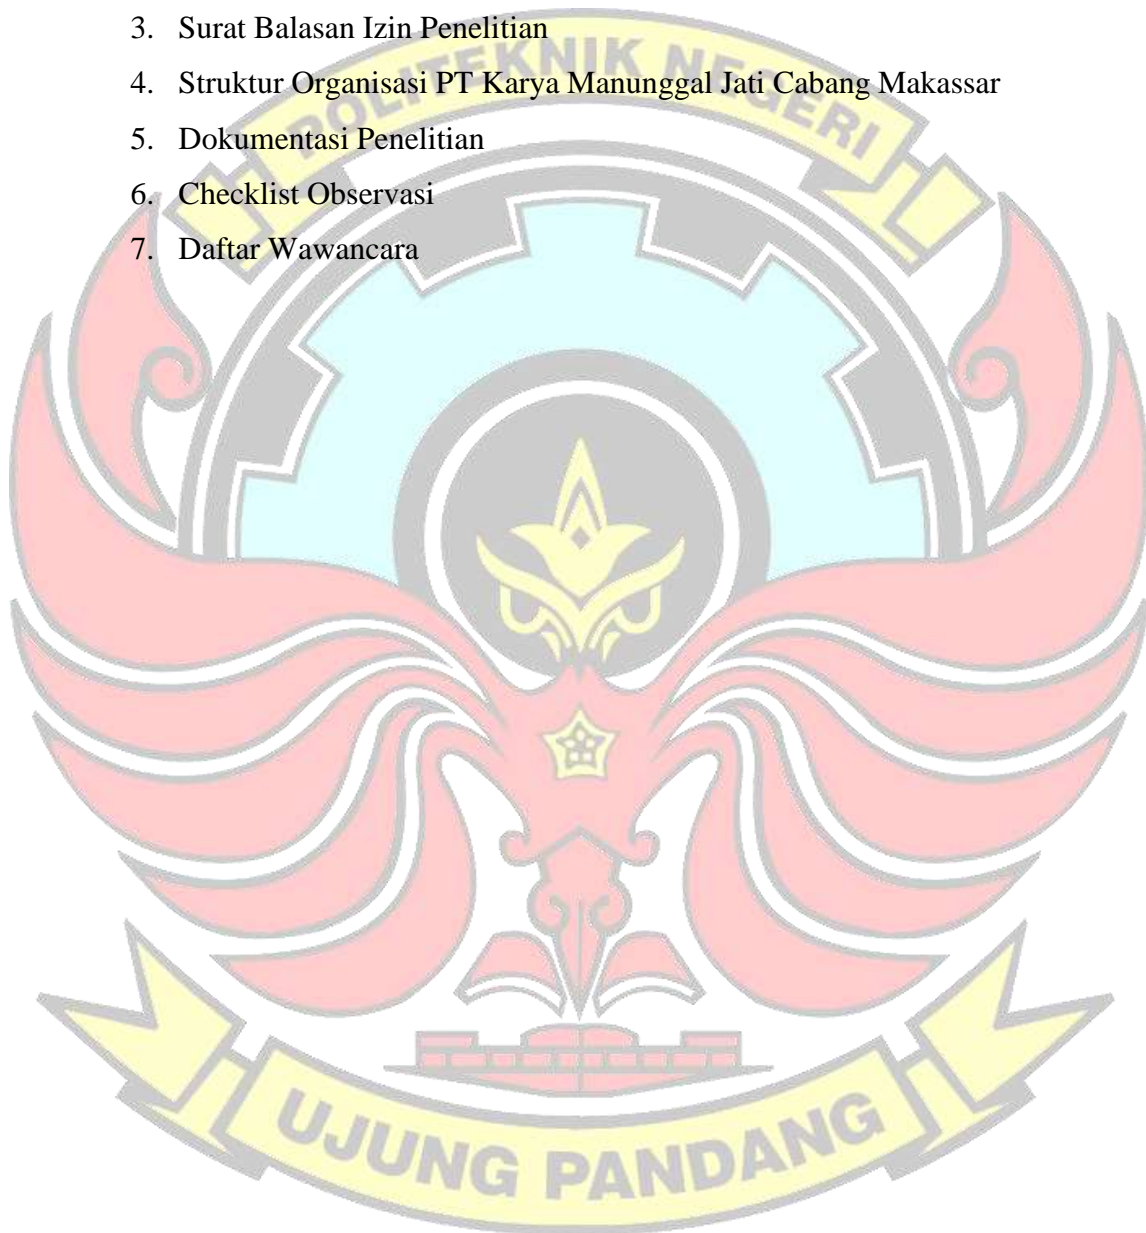 3. Surat Balasan Izin Penelitian
4. Struktur Organisasi PT Karya Manunggal Jati Cabang Makassar
5. Dokumentasi Penelitian
6. Checklist Observasi
7. Daftar Wawancara
POLITEKNIK NEGERI
UJUNG PANDANG